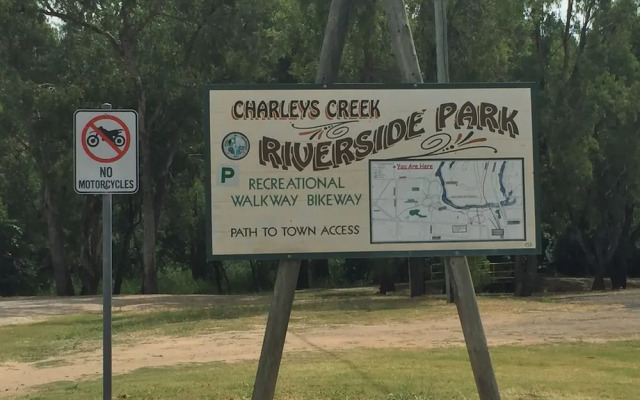 NO
MOTORCYCLES
CHARLEYS CREEK
RIVERSIDE PARK
P
RECREATIONAL
WALKWAY BIKEWAY
PATH TO TOWN ACCESS
You Are Here